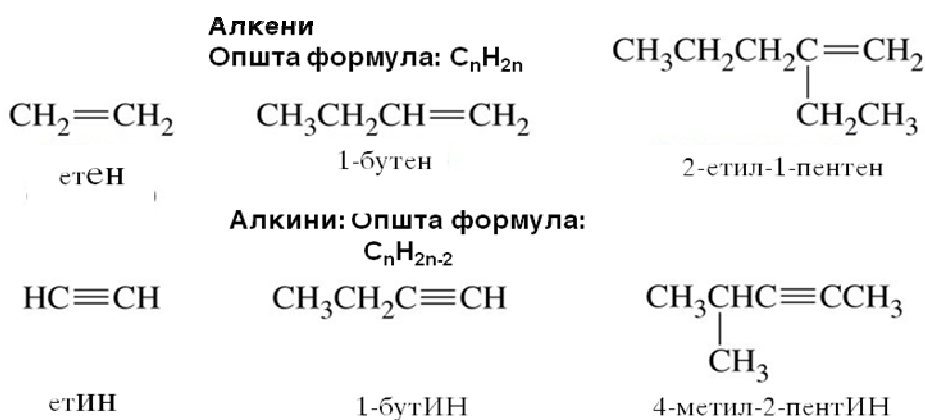 Алкени
Општа формула: CnH2n
CH3CH2CH2C=CH2
CH2CH3
CH2=CH2
CH3CH2CH=CH2
етен
1-бутен
2-етил-1-пентен
Алкини: Општа формула:
CnH2n-2
HC≡CH
CH3CH2C≡CH
CH3CHC≡CCH3
CH3
етИН
1-бутИН
4-метил-2-пентИН